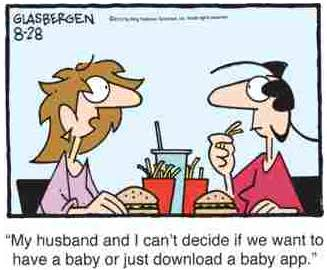 GLASBERGEN
8-28
"My husband and I can't decide if we want to
have a baby or just download a baby app."